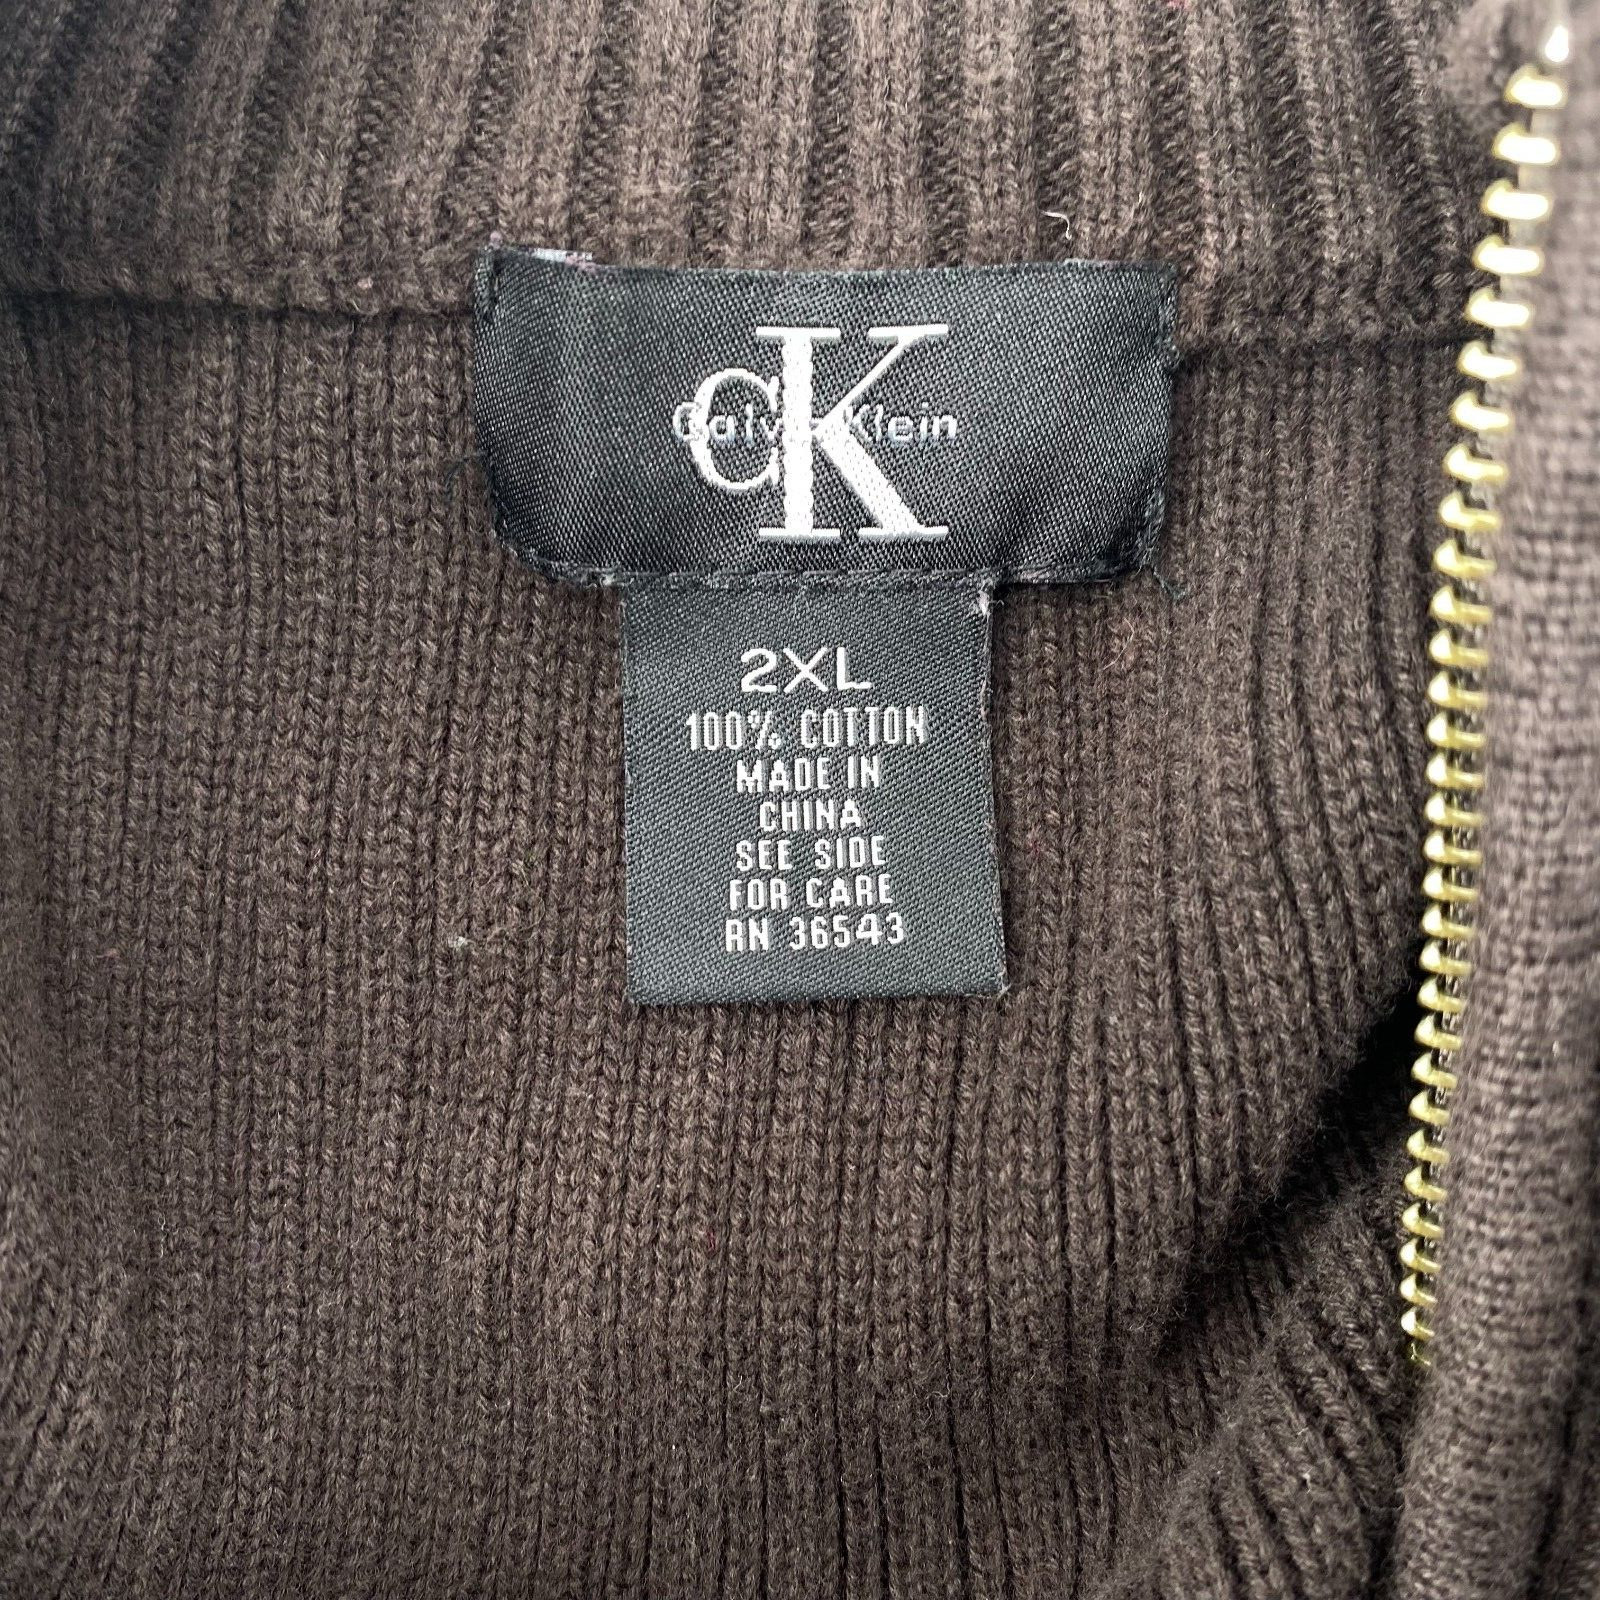 cK
Calvin Klein
2XL
100% COTTON
MADE IN
CHINA
SEE SIDE
FOR CARE
RN 36543